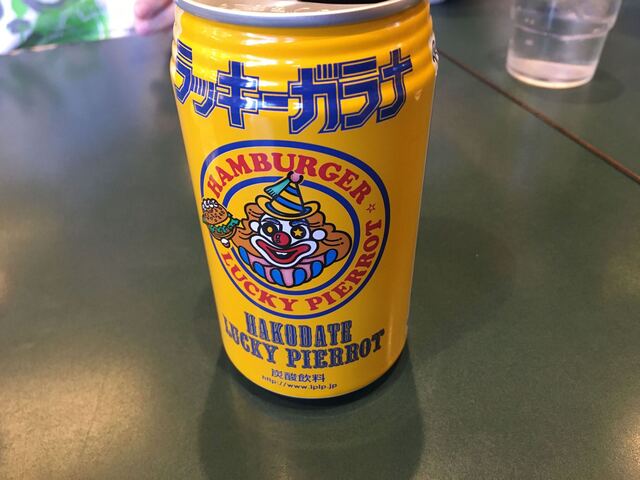 ラッキーガラナ
HAMBURGER
LUCKY PIERROT
HAKODATE
LUCKY PIERROT
炭酸飲料
http://www.lplp.jp